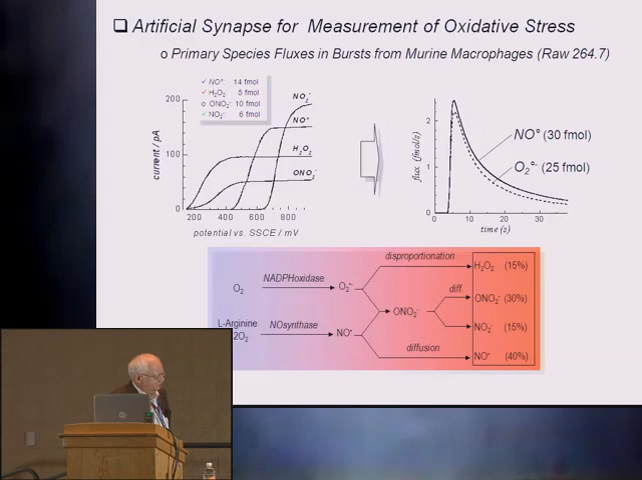 Artificial Synapse for Measurement of Oxidative Stress
o Primary Species Fluxes in Bursts from Murine Macrophages (Raw 264.7)
NO° 14 fmol
H₂O₂ 5 fmol
ONO₂⁻ 10 fmol
NO₂⁻ 6 fmol
200
100
0
current / pA
NO₂⁻
NO°
H₂O₂
ONO₂⁻
200 400 600 800
potential vs. SSCE / mV
2
1
0
flux (fmol/s)
NO° (30 fmol)
O₂°⁻ (25 fmol)
0 10 20 30
time (s)
O₂
NADPHoxidase
O₂•⁻
disproportionation
H₂O₂ (15%)
ONO₂⁻
diff
ONO₂⁻ (30%)
NO₂⁻ (15%)
L-Arginine
2O₂
NOsynthase
NO•
diffusion
NO• (40%)